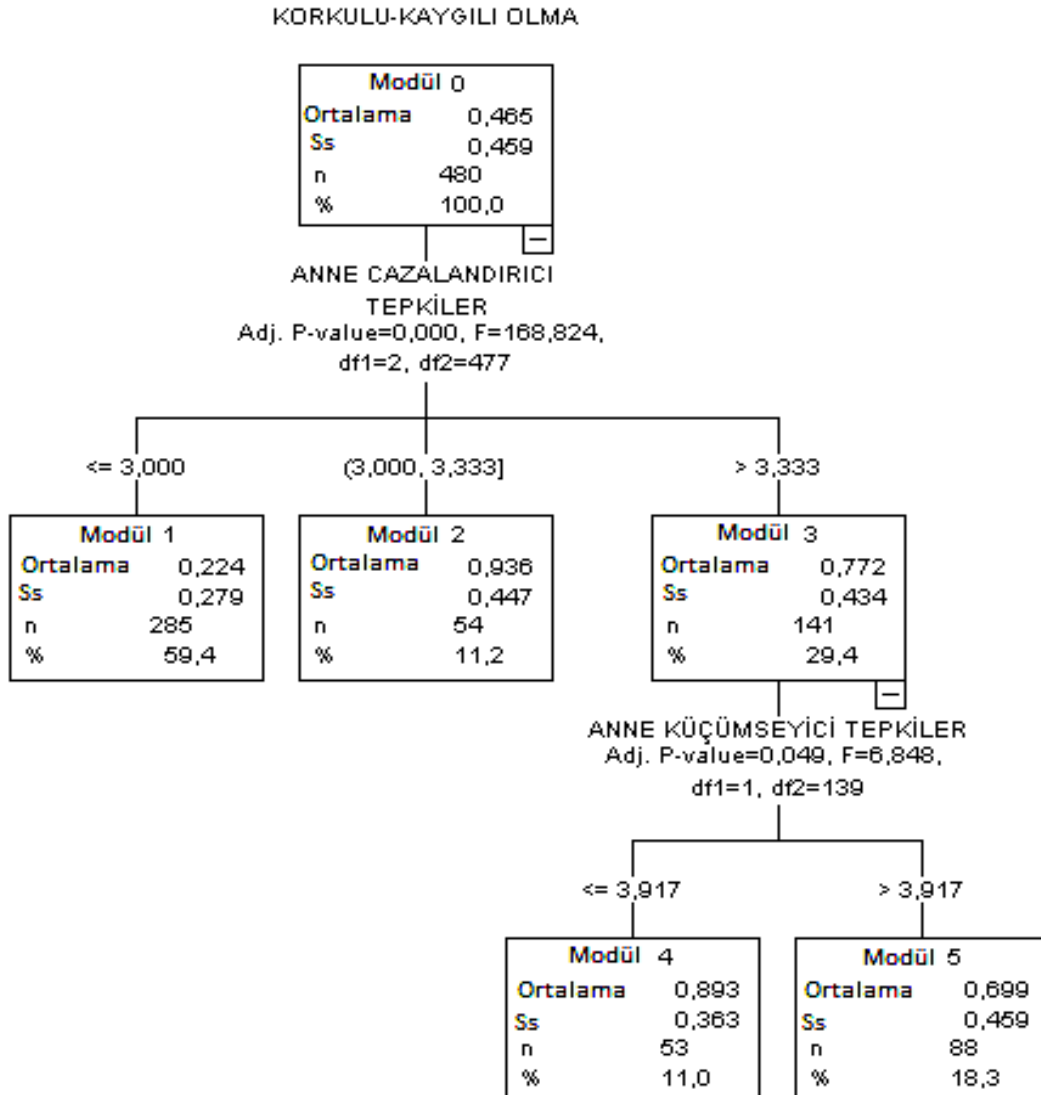 KORKULU-KAYGILI OLMA
Modül 0
Ortalama 0,465
Ss 0,459
n 480
% 100,0
ANNE CAZALANDIRICI
TEPKİLER
Adj. P-value=0,000, F=168,824,
df1=2, df2=477
<= 3,000 (3,000, 3,333] > 3,333
Modül 1
Ortalama 0,224
Ss 0,279
n 285
% 59,4
Modül 2
Ortalama 0,936
Ss 0,447
n 54
% 11,2
Modül 3
Ortalama 0,772
Ss 0,434
n 141
% 29,4
ANNE KÜÇÜMSEYİCİ TEPKİLER
Adj. P-value=0,049, F=6,848,
df1=1, df2=139
<= 3,917 > 3,917
Modül 4
Ortalama 0,893
Ss 0,363
n 53
% 11,0
Modül 5
Ortalama 0,699
Ss 0,459
n 88
% 18,3